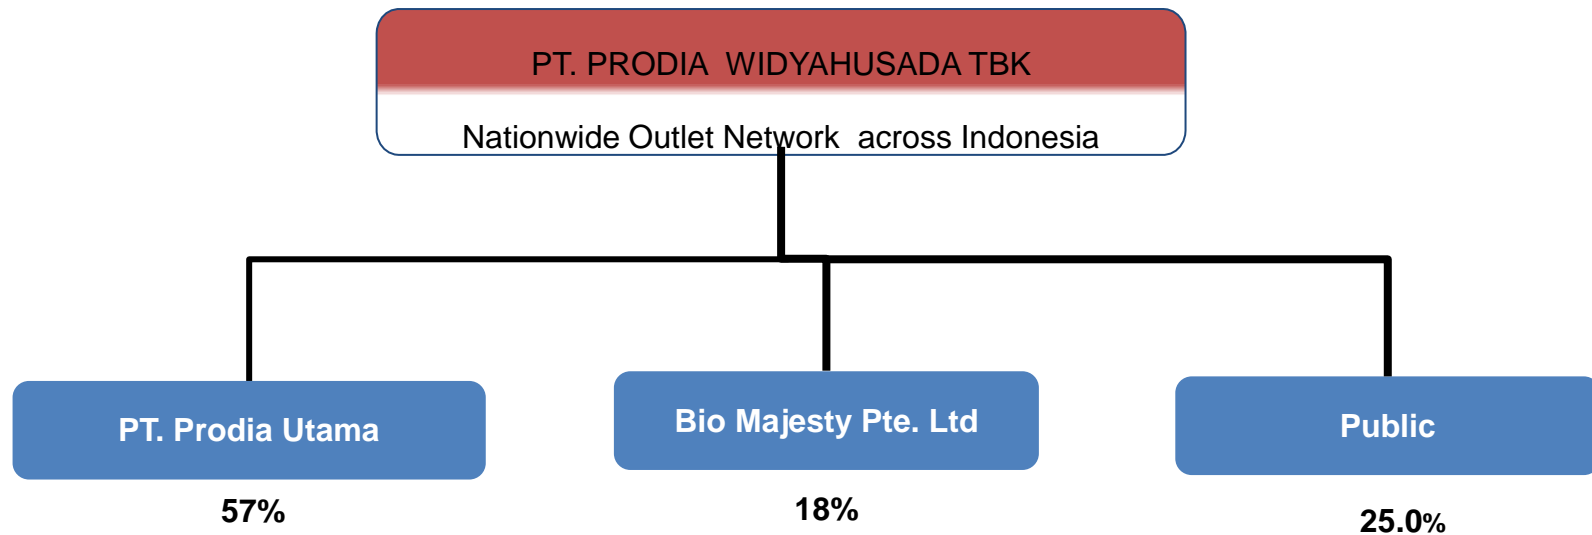 PT. PRODIA WIDYAHUSADA TBK
Nationwide Outlet Network across Indonesia
PT. Prodia Utama
Bio Majesty Pte. Ltd
Public
57%
18%
25.0%